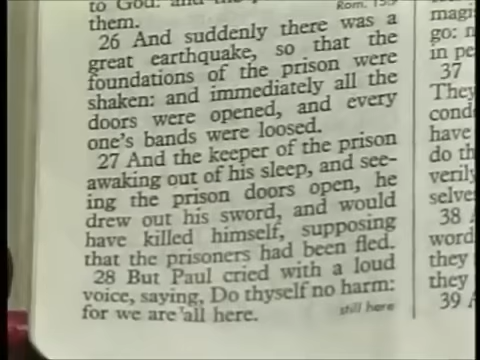 to God: and the
Rom. 15:9
them.
26 And suddenly there was a
great earthquake, so that the
foundations of the prison were
shaken: and immediately all the
doors were opened, and every
one's bands were loosed.
27 And the keeper of the prison
awaking out of his sleep, and see-
ing the prison doors open, he
drew out his sword, and would
have killed himself, supposing
that the prisoners had been fled.
28 But Paul cried with a loud
voice, saying, Do thyself no harm:
for we are all here.
still here
magi
go: n
in pe
37
They
cond
have
do th
verily
selve
38 A
word
they
they
39 A